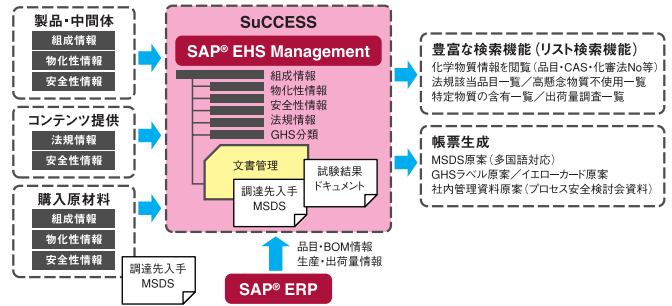 製品・中間体
組成情報
物化性情報
安全性情報
コンテンツ提供
法規情報
安全性情報
購入原材料
組成情報
物化性情報
安全性情報
調達先入手
MSDS
SuCCESS
SAP® EHS Management
組成情報
物化性情報
安全性情報
法規情報
GHS分類
文書管理
調達先入手
MSDS
試験結果
ドキュメント
品目・BOM情報
生産・出荷量情報
SAP® ERP
豊富な検索機能（リスト検索機能）
化学物質情報を閲覧（品目・CAS・化審法No等）
法規該当品目一覧／高懸念物質不使用一覧
特定物質の含有一覧／出荷量調査一覧
帳票生成
MSDS原案（多国語対応）
GHSラベル原案／イエローカード原案
社内管理資料原案（プロセス安全検討会資料）